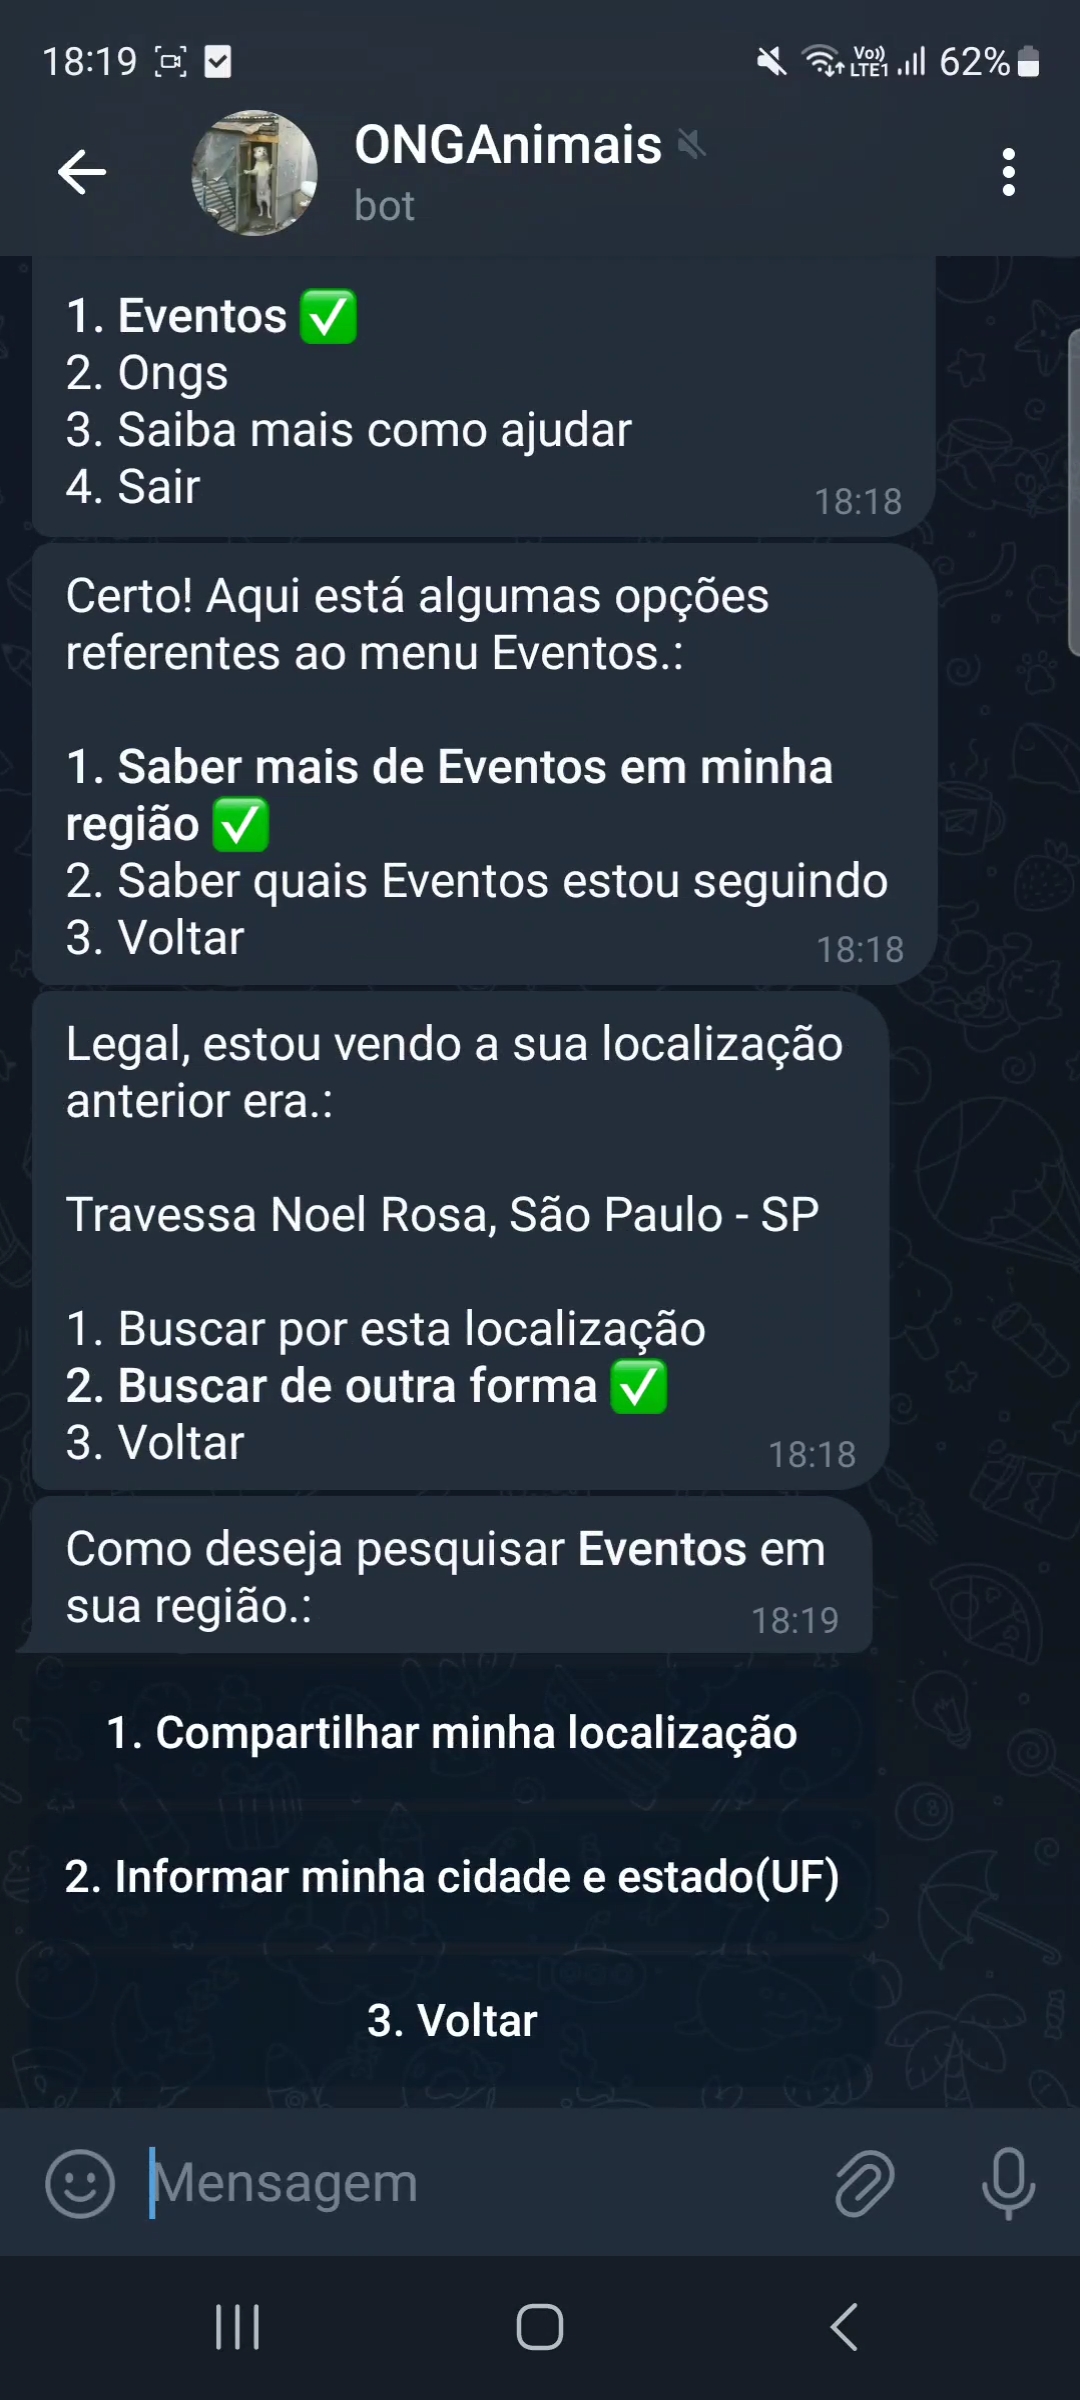 18:19
Vo))
LTE1
62%
ONGAnimais
bot
1. Eventos ✅
2. Ongs
3. Saiba mais como ajudar
4. Sair
18:18
Certo! Aqui está algumas opções
referentes ao menu Eventos.:
1. Saber mais de Eventos em minha
região ✅
2. Saber quais Eventos estou seguindo
3. Voltar
18:18
Legal, estou vendo a sua localização
anterior era.:
Travessa Noel Rosa, São Paulo - SP
1. Buscar por esta localização
2. Buscar de outra forma ✅
3. Voltar
18:18
Como deseja pesquisar Eventos em
sua região.:
18:19
1. Compartilhar minha localização
2. Informar minha cidade e estado(UF)
3. Voltar
Mensagem